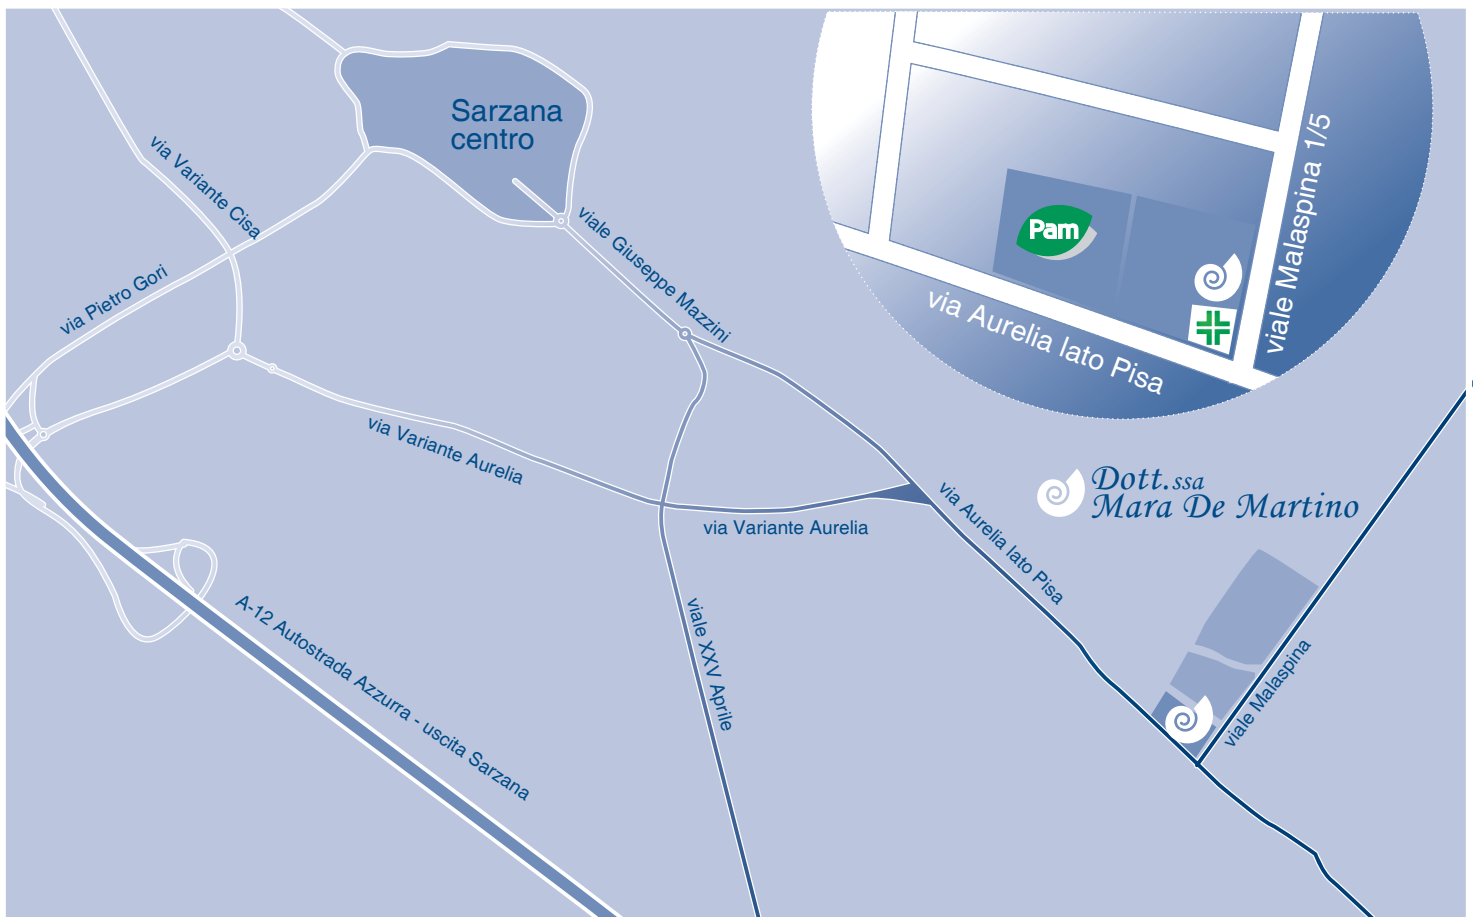 Sarzana
centro
via Variante Cisa
viale Giuseppe Mazzini
via Pietro Gori
Pam
viale Malaspina 1/5
via Aurelia lato Pisa
via Variante Aurelia
via Variante Aurelia
via Aurelia lato Pisa
Dott.ssa
Mara De Martino
A-12 Autostrada Azzurra - uscita Sarzana
viale XXV Aprile
viale Malaspina